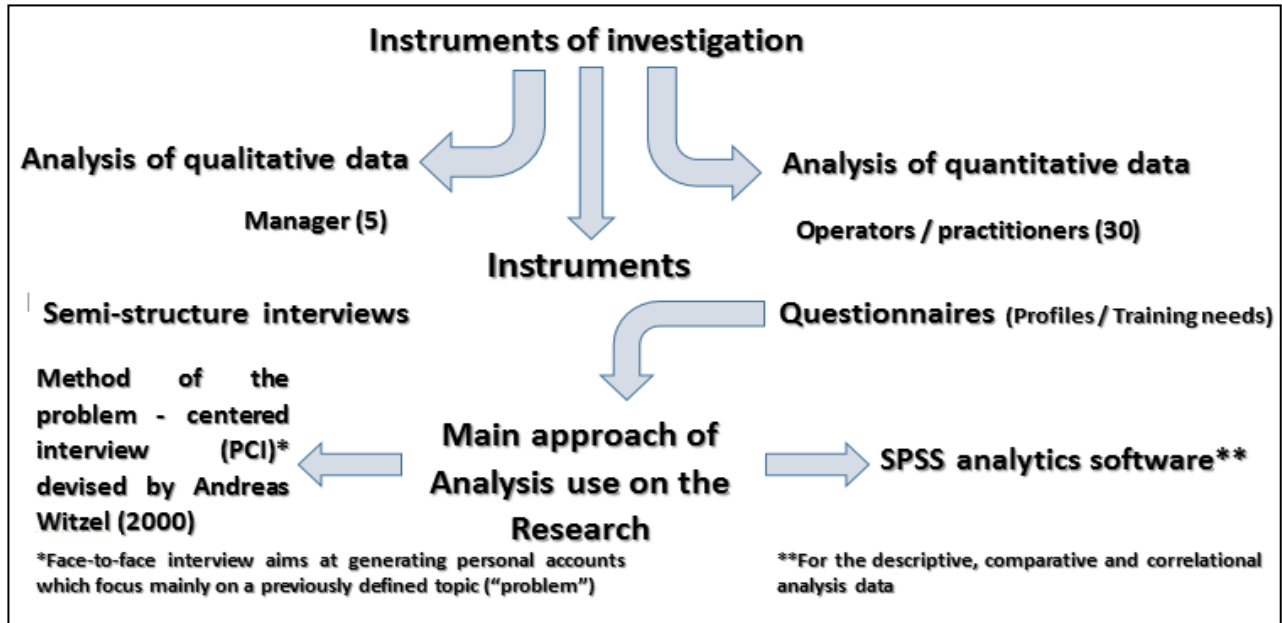 Instruments of investigation
Analysis of qualitative data
Analysis of quantitative data
Manager (5)
Operators / practitioners (30)
Instruments
Semi-structure interviews
Questionnaires (Profiles / Training needs)
Method of the
problem - centered
interview (PCI)*
devised by Andreas
Witzel (2000)
Main approach of
Analysis use on the
Research
SPSS analytics software**
*Face-to-face interview aims at generating personal accounts
which focus mainly on a previously defined topic (“problem”)
**For the descriptive, comparative and correlational
analysis data